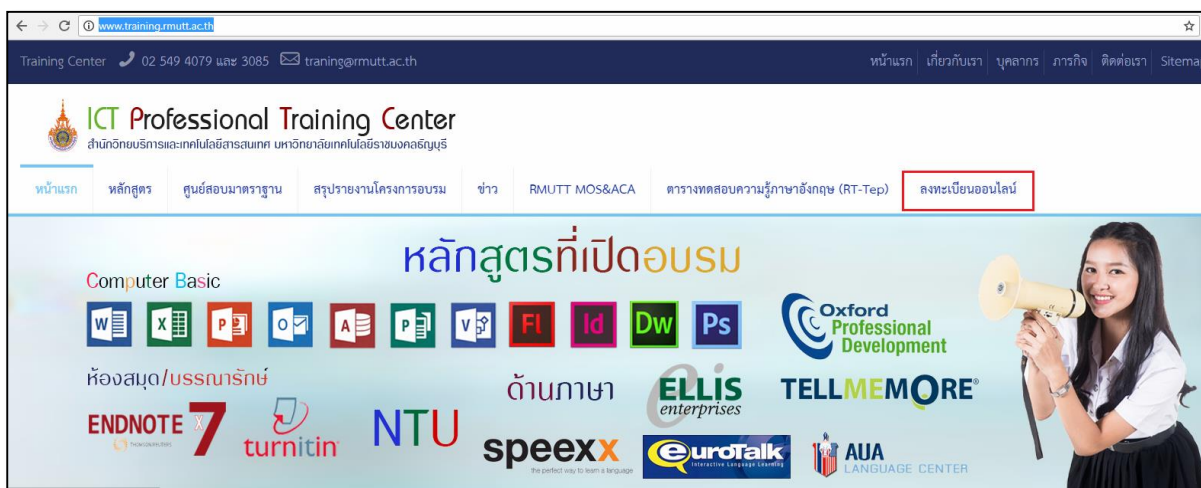 www.training.rmutt.ac.th
Training Center 02 549 4079 และ 3085 traning@rmutt.ac.th หน้าแรก เกี่ยวกับเรา บุคลากร ภารกิจ ติดต่อเรา Sitema
ICT Professional Training Center
สำนักวิทยบริการและเทคโนโลยีสารสนเทศ มหาวิทยาลัยเทคโนโลยีราชมงคลธัญบุรี
หน้าแรก หลักสูตร ศูนย์สอบมาตราฐาน สรุปรายงานโครงการอบรม ข่าว RMUTT MOS&ACA ตารางทดสอบความรู้ภาษาอังกฤษ (RT-Tep) ลงทะเบียนออนไลน์
หลักสูตรที่เปิดอบรม
Computer Basic
W X P O A P V Fl Id Dw Ps
Oxford
Professional
Development
ห้องสมุด/บรรณารักษ์
ด้านภาษา
ELLIS
enterprises
TELLMEMORE®
ENDNOTE X7
turnitin
NTU
speexx
the perfect way to learn a language
eurotalk
Interactive Language Learning
AUA
LANGUAGE CENTER